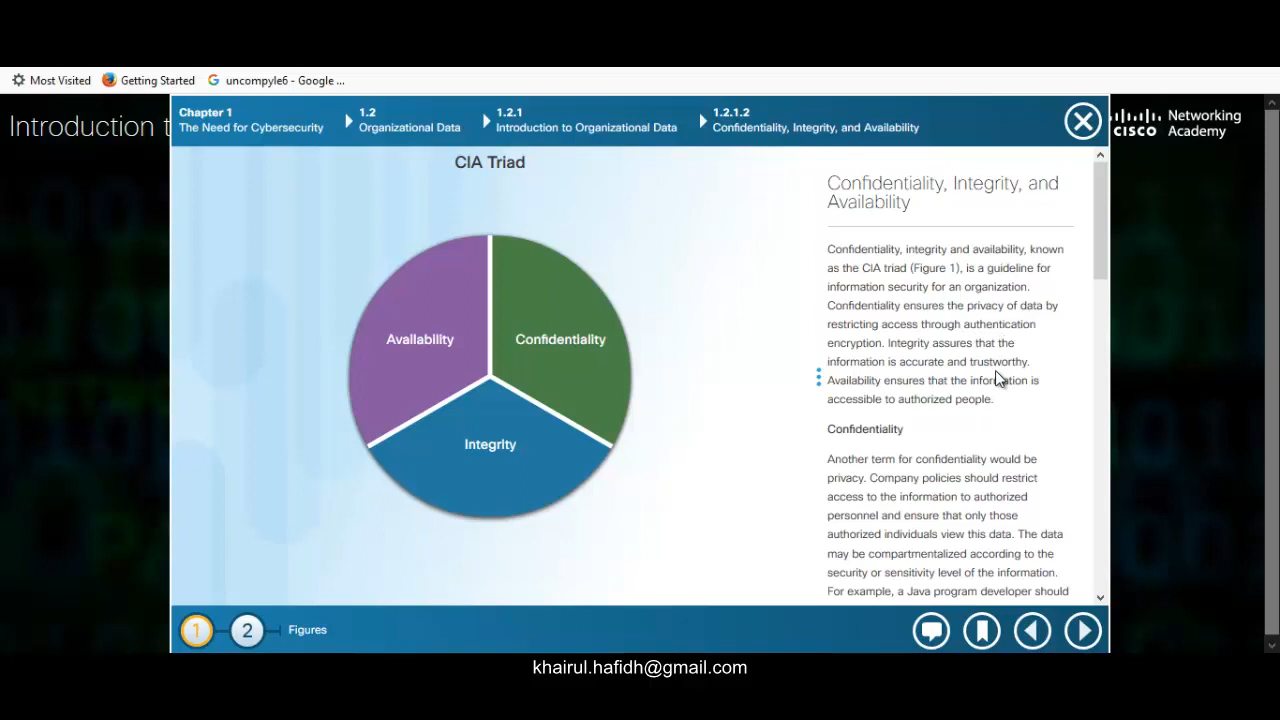 Most Visited Getting Started uncompyle6 - Google ...
Introduction t
Chapter 1
The Need for Cybersecurity
1.2
Organizational Data
1.2.1
Introduction to Organizational Data
1.2.1.2
Confidentiality, Integrity, and Availability
CISCO
Networking
Academy
CIA Triad
Availability
Confidentiality
Integrity
Confidentiality, Integrity, and
Availability
Confidentiality, integrity and availability, known
as the CIA triad (Figure 1), is a guideline for
information security for an organization.
Confidentiality ensures the privacy of data by
restricting access through authentication
encryption. Integrity assures that the
information is accurate and trustworthy.
Availability ensures that the information is
accessible to authorized people.
Confidentiality
Another term for confidentiality would be
privacy. Company policies should restrict
access to the information to authorized
personnel and ensure that only those
authorized individuals view this data. The data
may be compartmentalized according to the
security or sensitivity level of the information.
For example, a Java program developer should
1 2 Figures
khairul.hafidh@gmail.com